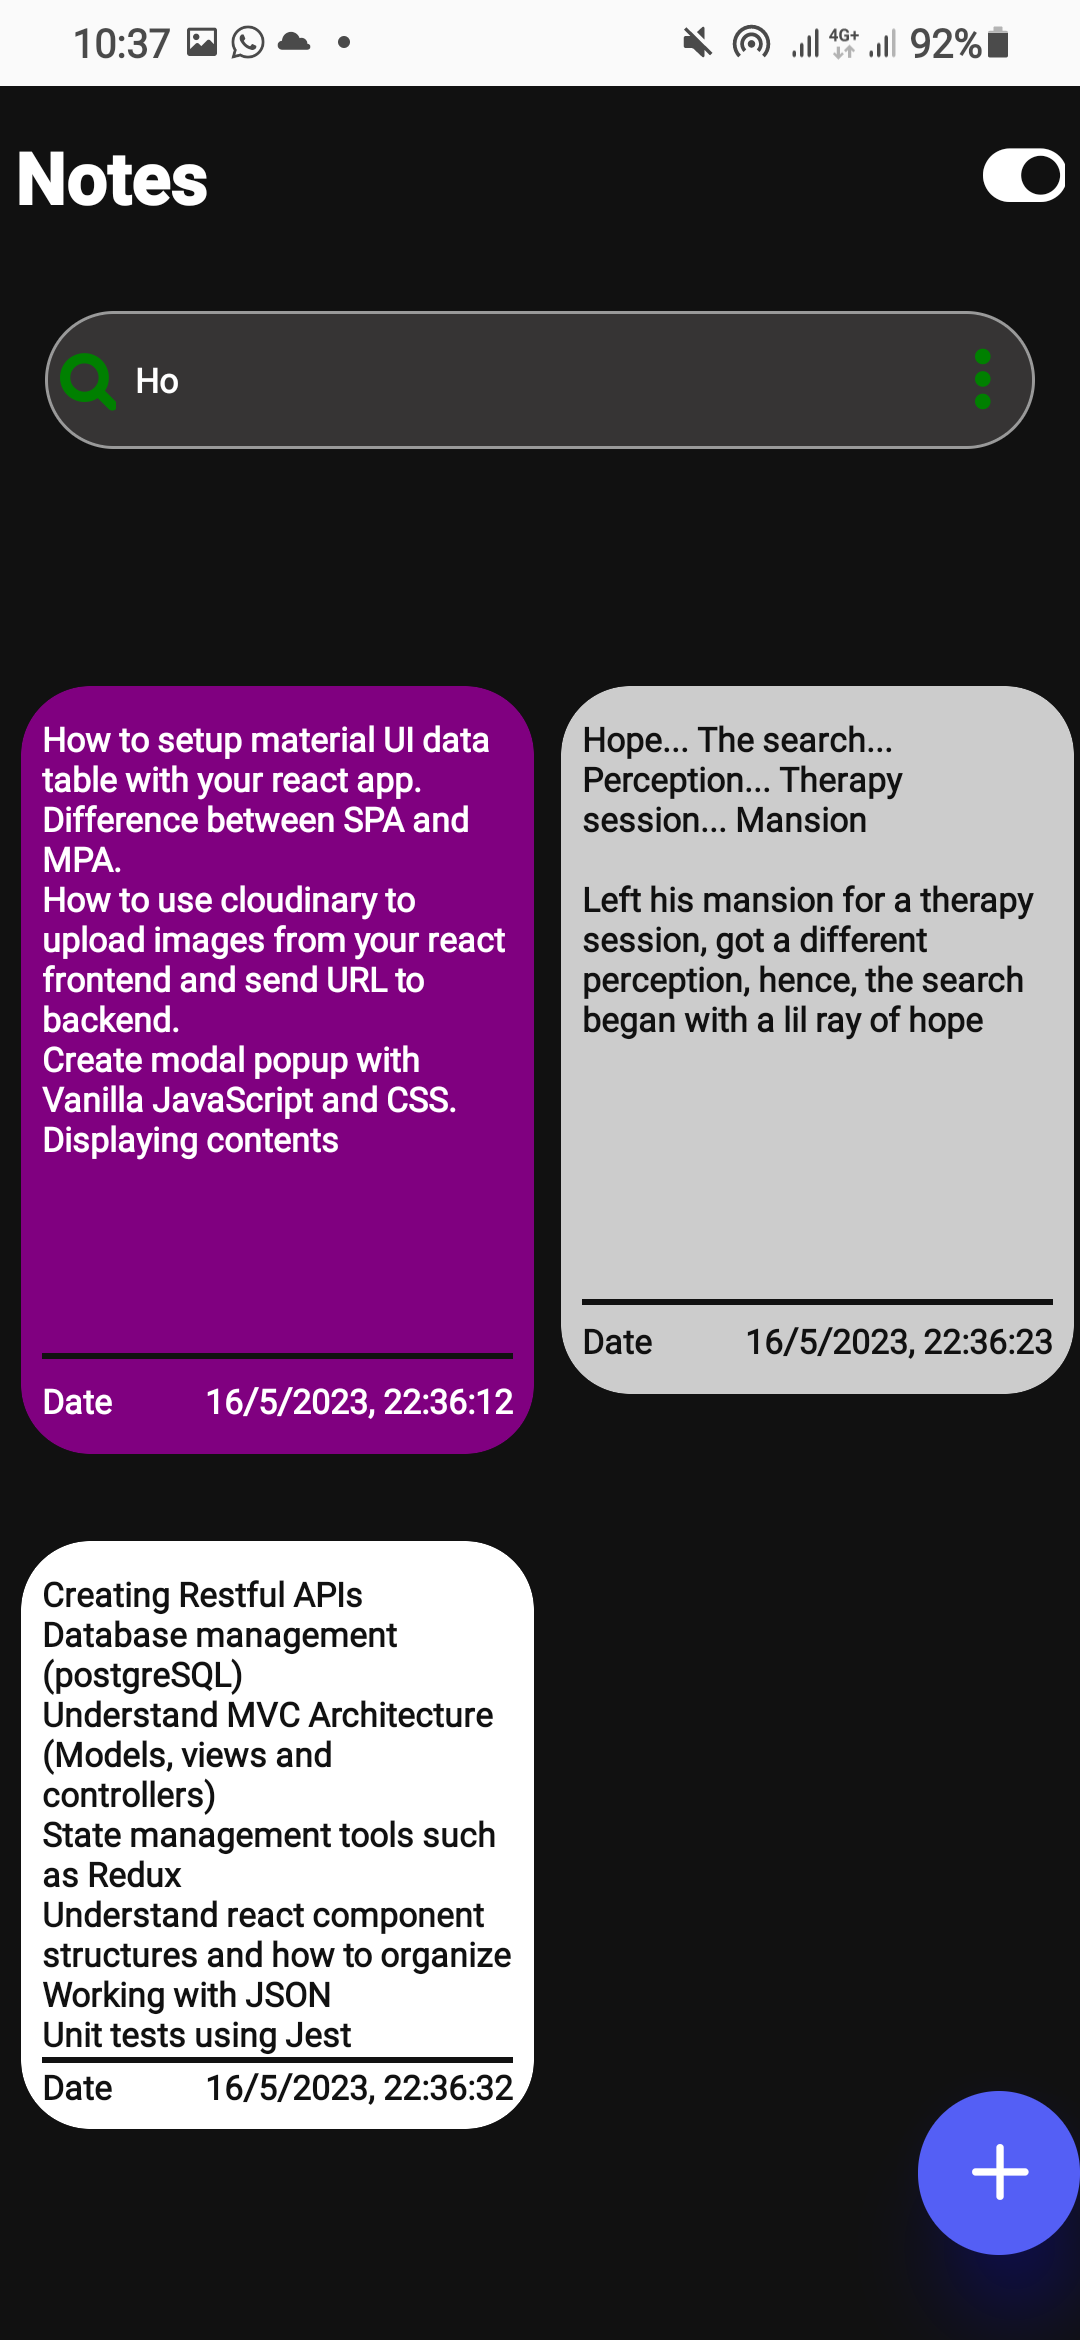 10:37 4G+ 92%
Notes
Ho
How to setup material UI data
table with your react app.
Difference between SPA and
MPA.
How to use cloudinary to
upload images from your react
frontend and send URL to
backend.
Create modal popup with
Vanilla JavaScript and CSS.
Displaying contents
Date 16/5/2023, 22:36:12
Hope... The search...
Perception... Therapy
session... Mansion
Left his mansion for a therapy
session, got a different
perception, hence, the search
began with a lil ray of hope
Date 16/5/2023, 22:36:23
Creating Restful APIs
Database management
(postgreSQL)
Understand MVC Architecture
(Models, views and
controllers)
State management tools such
as Redux
Understand react component
structures and how to organize
Working with JSON
Unit tests using Jest
Date 16/5/2023, 22:36:32